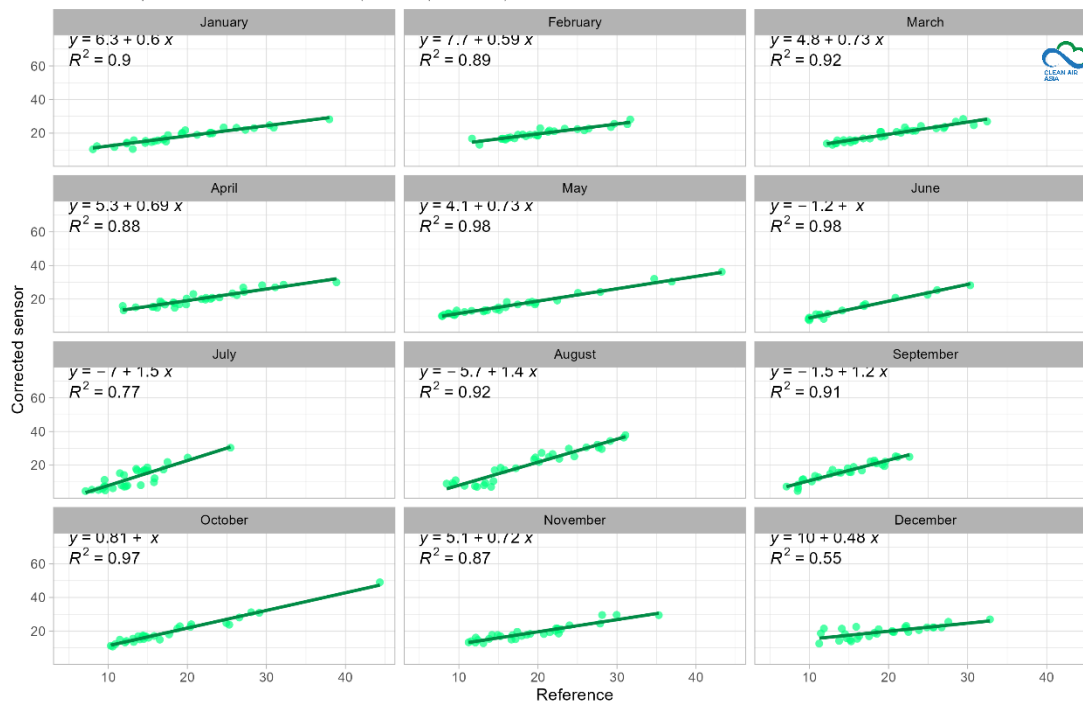 January
February
March
y = 6.3 + 0.6 x
R² = 0.9
y = 7.7 + 0.59 x
R² = 0.89
y = 4.8 + 0.73 x
R² = 0.92
CLEAN AIR
ASIA
60
40
20
April
May
June
y = 5.3 + 0.69 x
R² = 0.88
y = 4.1 + 0.73 x
R² = 0.98
y = − 1.2 + x
R² = 0.98
60
40
20
July
August
September
y = − 7 + 1.5 x
R² = 0.77
y = − 5.7 + 1.4 x
R² = 0.92
y = − 1.5 + 1.2 x
R² = 0.91
60
40
20
October
November
December
y = 0.81 + x
R² = 0.97
y = 5.1 + 0.72 x
R² = 0.87
y = 10 + 0.48 x
R² = 0.55
60
40
20
10 20 30 40
10 20 30 40
10 20 30 40
Corrected sensor
Reference